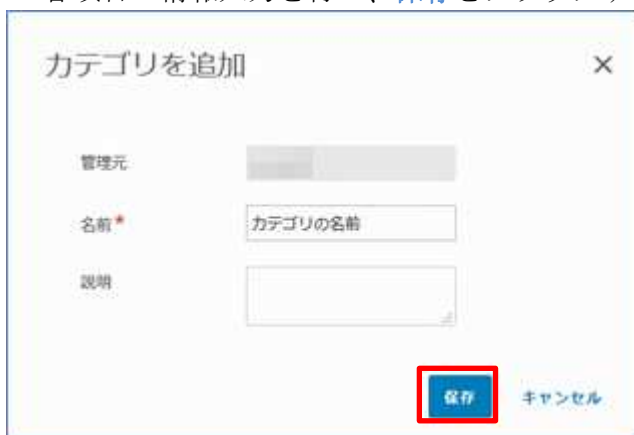 カテゴリを追加
管理元
名前*
カテゴリの名前
説明
保存
キャンセル